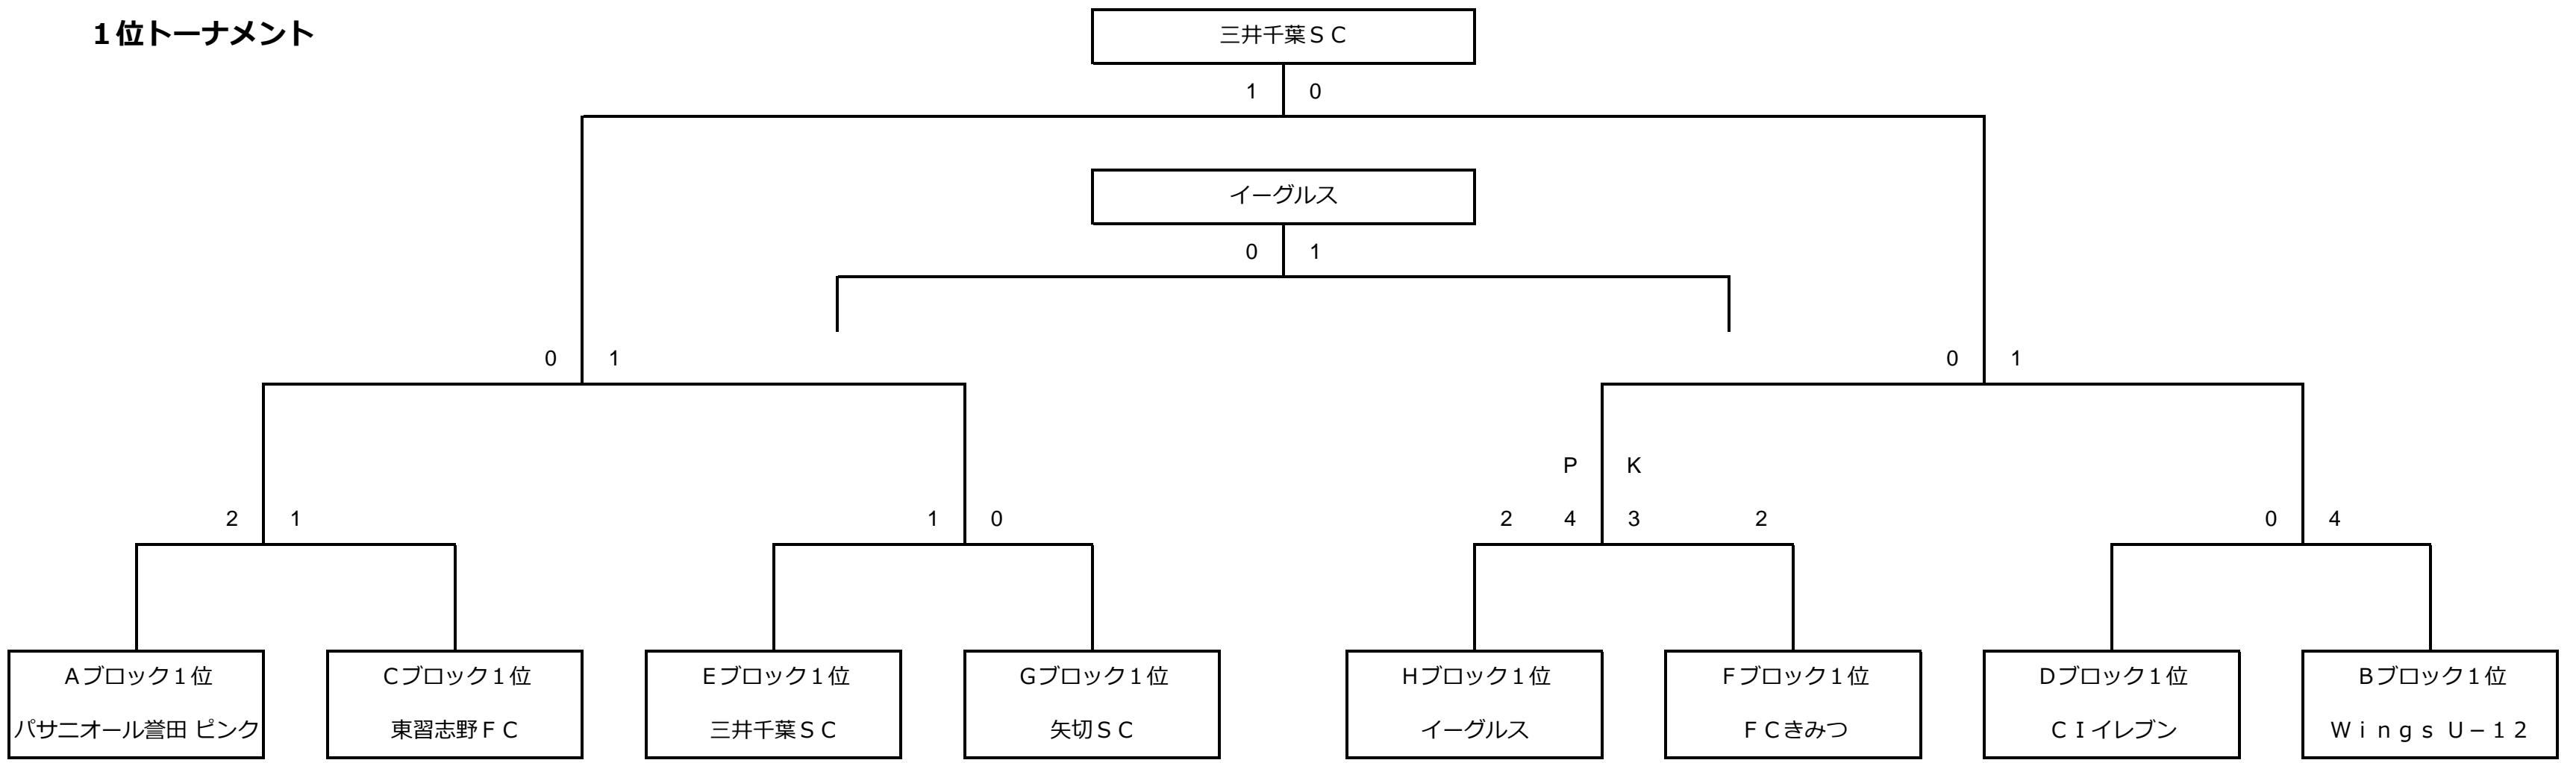 １位トーナメント
三井千葉ＳＣ
1 0
イーグルス
0 1
0 1 0 1
P K
2 1 1 0 2 4 3 2 0 4
Ａブロック１位 Ｃブロック１位 Ｅブロック１位 Ｇブロック１位 Ｈブロック１位 Ｆブロック１位 Ｄブロック１位 Ｂブロック１位
パサニオール誉田 ピンク 東習志野ＦＣ 三井千葉ＳＣ 矢切ＳＣ イーグルス ＦＣきみつ ＣＩイレブン Ｗｉｎｇｓ Ｕ－１２